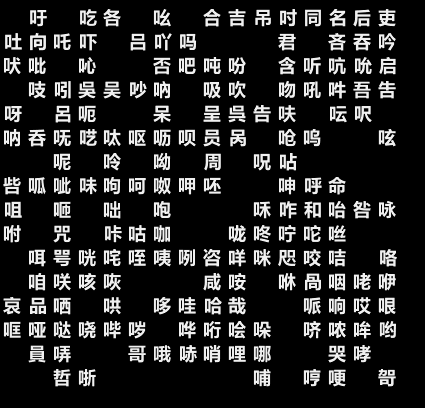 吁 吃各 吆 合吉吊吋同名后吏
吐向吒吓 吕吖吗 君 吝吞吟
吠吡 吣 否吧吨吩 含听吭吮启
吱吲吳吴吵吶 吸吹 吻吼吽吾告
呀 呂呃 呆 呈呉告呋 呍呎
呐吞呒呓呔呕呖呗员呙 呛呜 呟
呢 呤 呦 周 呪呫
呰呱呲味呴呵呶呷呸 呻呼命
咀 咂 咄 咆 咊咋和咍咎咏
咐 咒 咔咕咖 咙咚咛咜咝
咡咢咣咤咥咦咧咨咩咪咫咬咭 咯
咱咲咳咴 咸咹 咻咼咽咾咿
哀品哂 哄 哆哇哈哉 哌响哎哏
哐哑哒哓哔哕 哗哘哙哚 哜哝哞哟
員哢 哥哦哧哨哩哪 哭哮
哲哳 哺 哼哽 哿